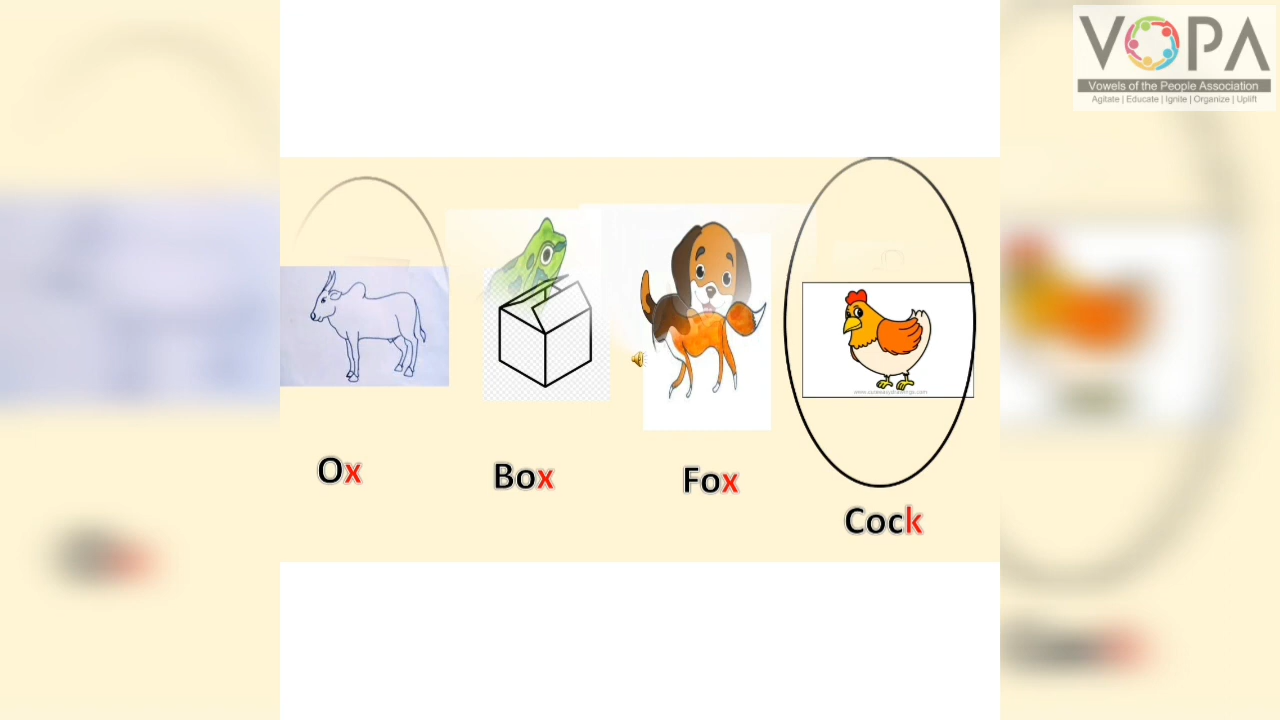 VOPA
Vowels of the People Association
Agitate | Educate | Ignite | Organize | Uplift
Ox
Box
Fox
Cock